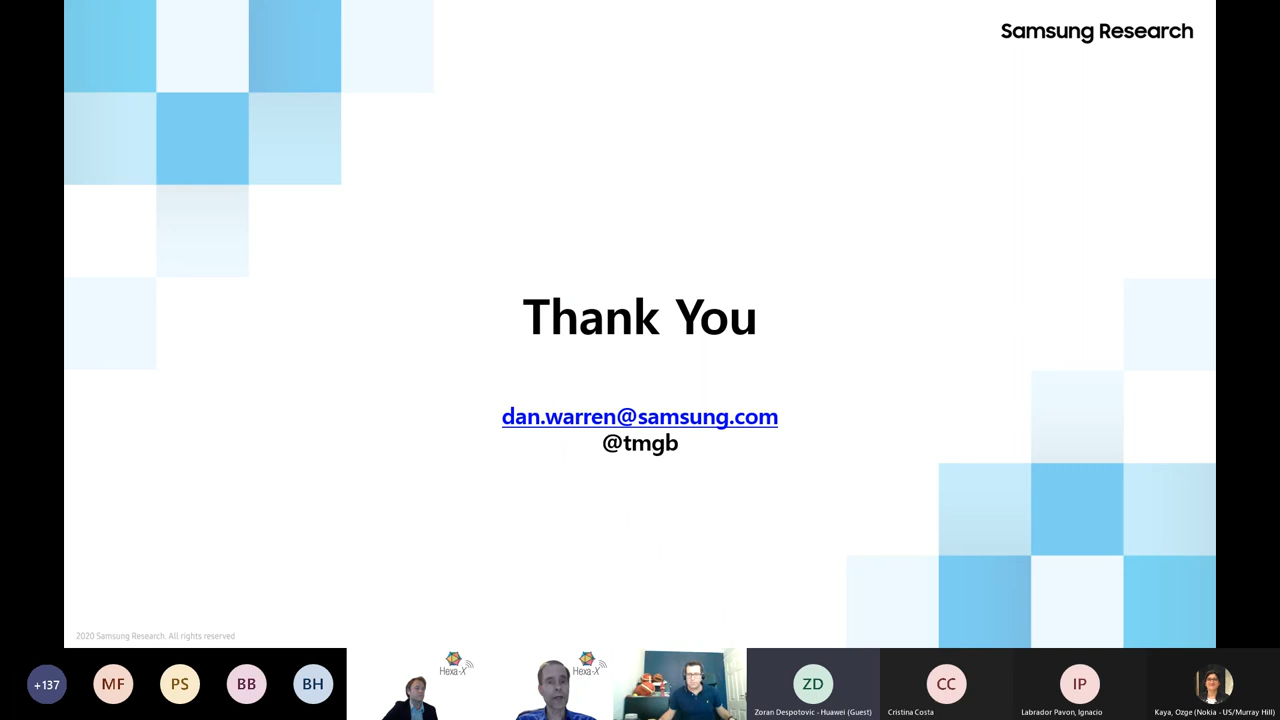 Samsung Research
Thank You
dan.warren@samsung.com
@tmgb
2020 Samsung Research. All rights reserved
+137
MF
PS
BB
BH
Hexa-X
Hexa-X
ZD
Zoran Despotovic - Huawei (Guest)
CC
Cristina Costa
IP
Labrador Pavon, Ignacio
Kaya, Ozge (Nokia - US/Murray Hill)